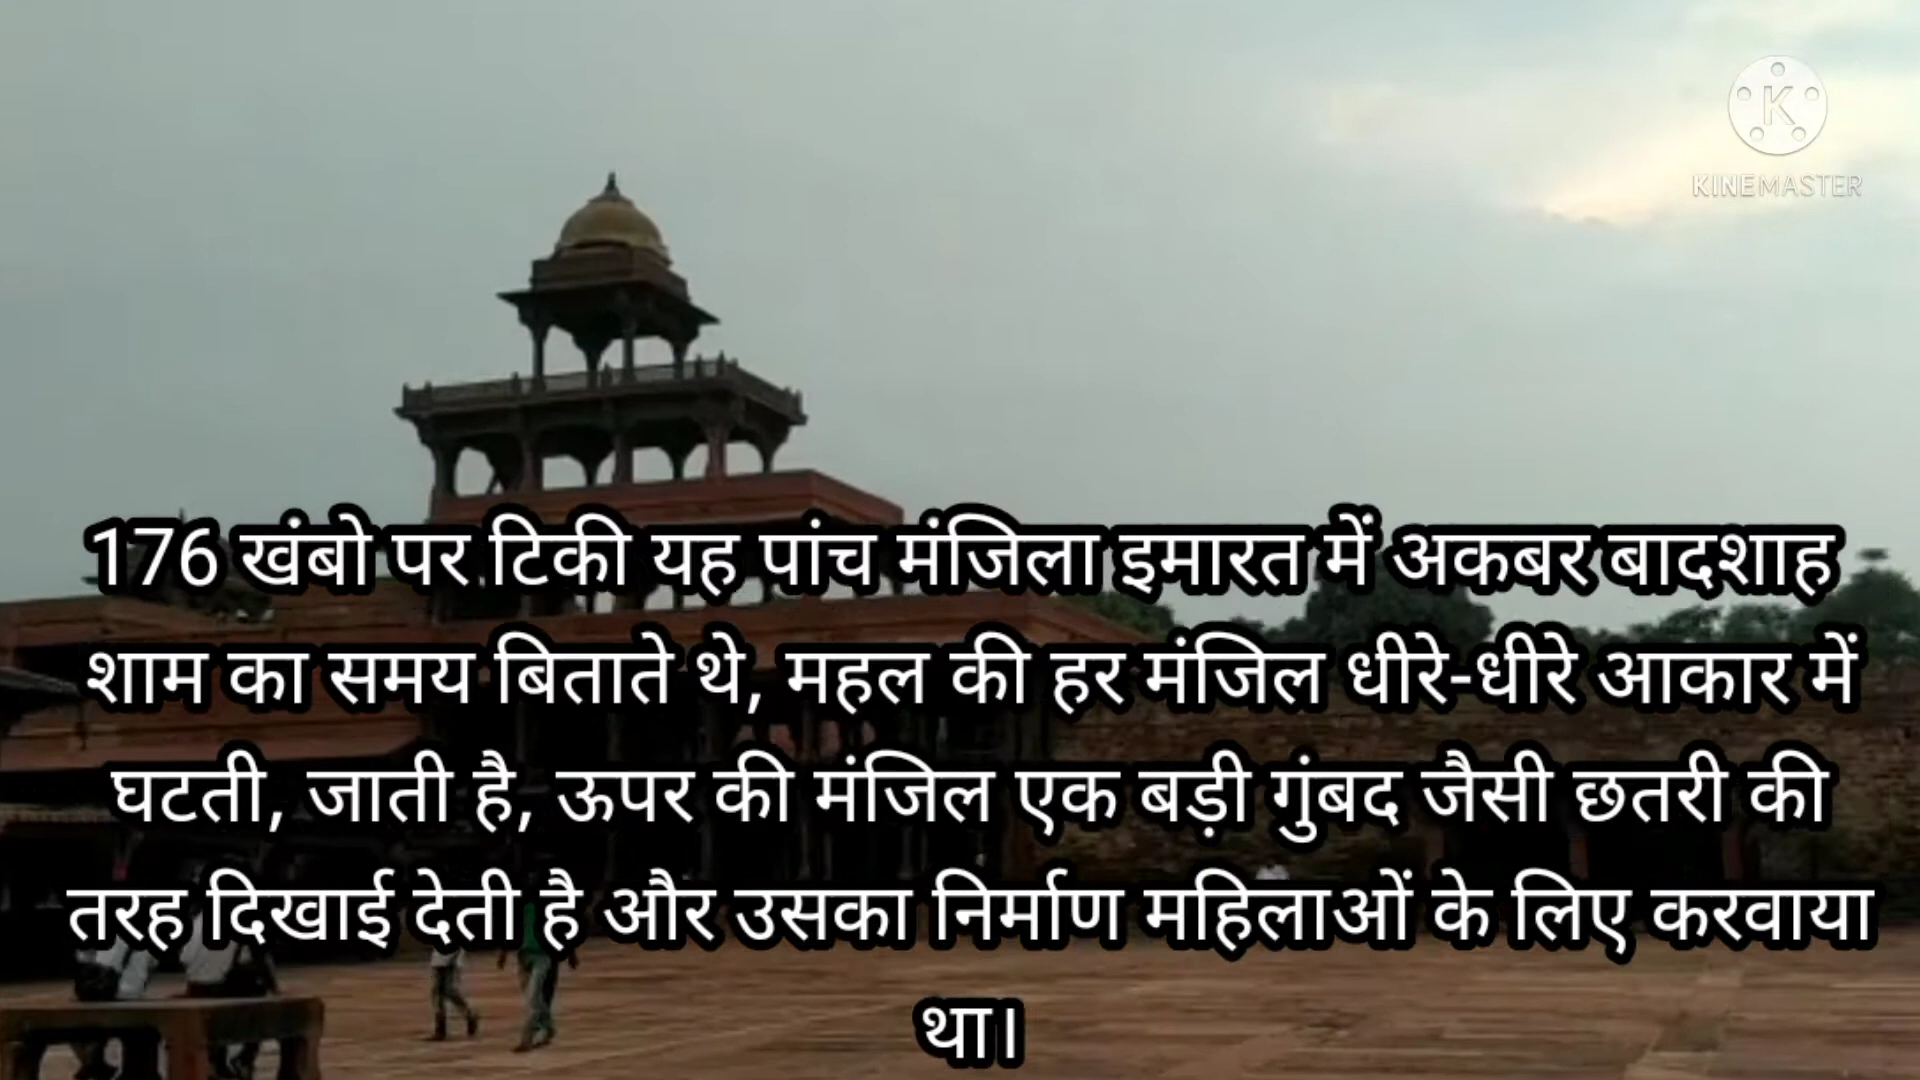 K
KINEMASTER
176 खंबो पर टिकी यह पांच मंजिला इमारत में अकबर बादशाह
शाम का समय बिताते थे, महल की हर मंजिल धीरे-धीरे आकार में
घटती, जाती है, ऊपर की मंजिल एक बड़ी गुंबद जैसी छतरी की
तरह दिखाई देती है और उसका निर्माण महिलाओं के लिए करवाया
था।